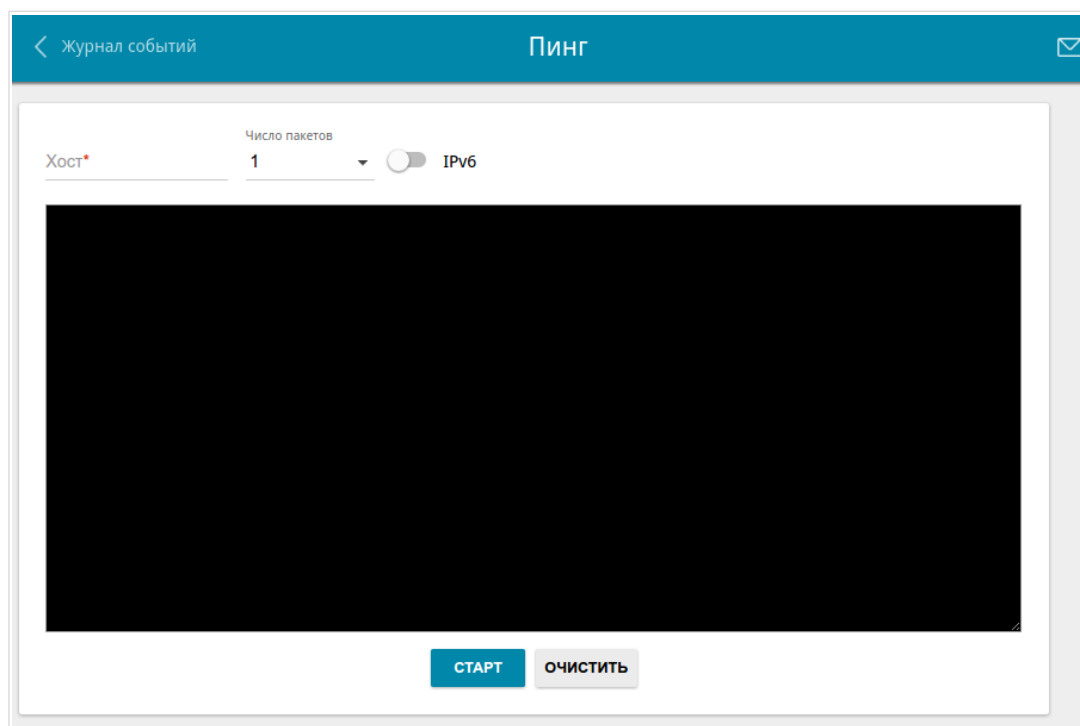 Журнал событий
Пинг
Число пакетов
Хост*
1
IPv6
СТАРТ
ОЧИСТИТЬ